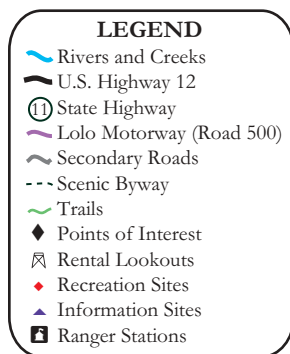 LEGEND
Rivers and Creeks
U.S. Highway 12
11 State Highway
Lolo Motorway (Road 500)
Secondary Roads
Scenic Byway
Trails
Points of Interest
Rental Lookouts
Recreation Sites
Information Sites
Ranger Stations